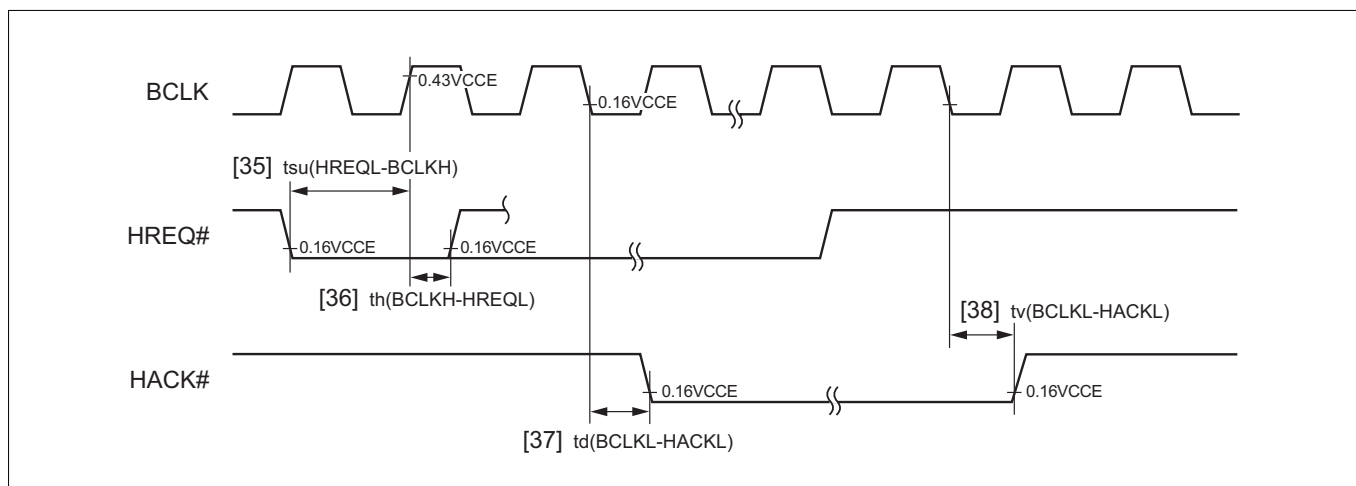 BCLK
0.43VCCE
0.16VCCE
[35] tsu(HREQL-BCLKH)
HREQ#
0.16VCCE
0.16VCCE
[36] th(BCLKH-HREQL)
[38] tv(BCLKL-HACKL)
HACK#
0.16VCCE
0.16VCCE
[37] td(BCLKL-HACKL)